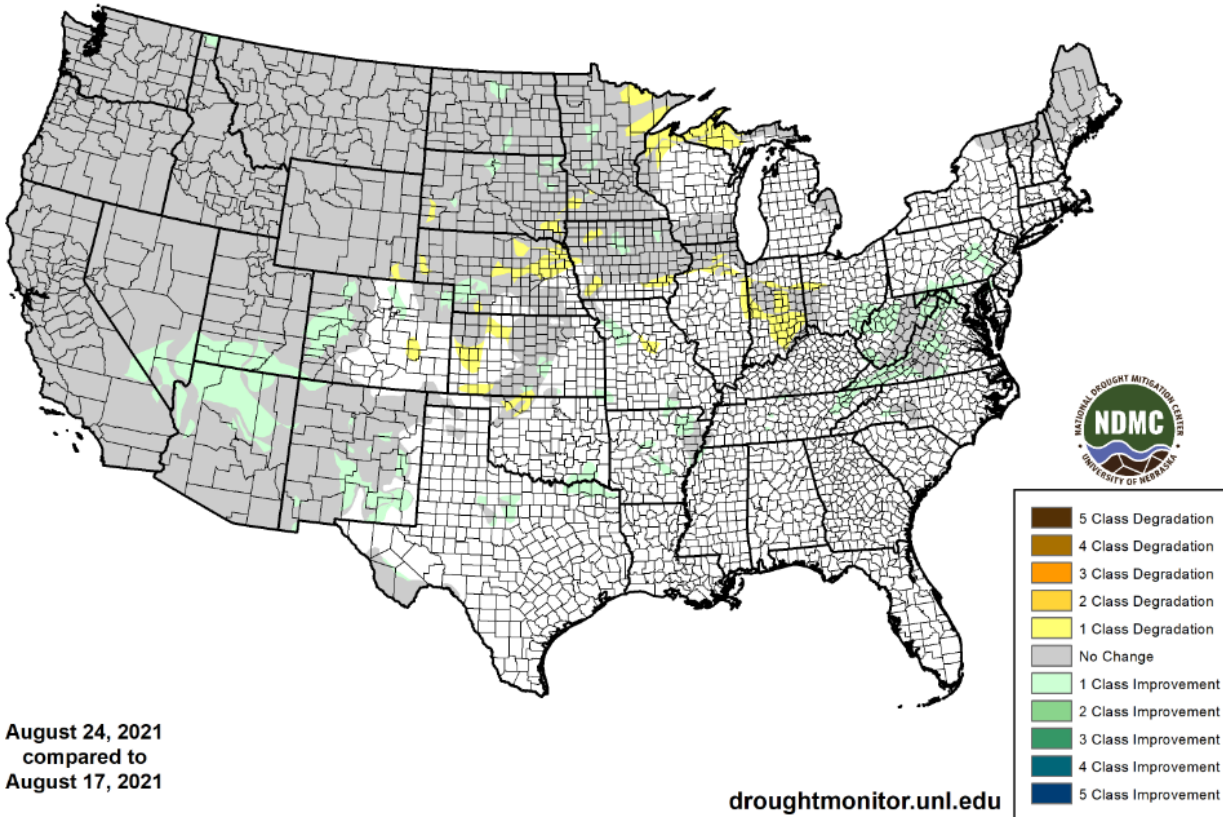 NATIONAL DROUGHT MITIGATION CENTER
NDMC
UNIVERSITY OF NEBRASKA
5 Class Degradation
4 Class Degradation
3 Class Degradation
2 Class Degradation
1 Class Degradation
No Change
1 Class Improvement
2 Class Improvement
3 Class Improvement
4 Class Improvement
5 Class Improvement
August 24, 2021
compared to
August 17, 2021
droughtmonitor.unl.edu